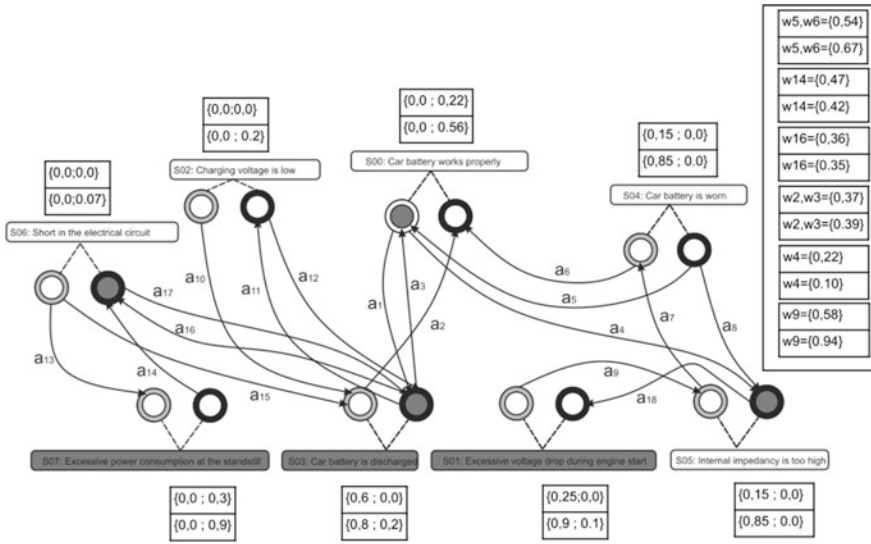 w5,w6={0,54}
w5,w6={0.67}
w14={0,47}
w14={0.42}
w16={0,36}
w16={0.35}
w2,w3={0,37}
w2,w3={0.39}
w4={0,22}
w4={0.10}
w9={0,58}
w9={0.94}
{0,0;0,0}
{0,0 ; 0.2}
{0,0 ; 0,22}
{0,0 ; 0.56}
{0,15 ; 0,0}
{0,85 ; 0.0}
{0,0;0,0}
{0,0;0.07}
S02: Charging voltage is low
S00: Car battery works properly
S04: Car battery is worn
S06: Short in the electrical circuit
a10
a11
a12
a1
a3
a2
a6
a5
a4
a7
a8
a17
a16
a13
a14
a15
a9
a18
S07: Excessive power consumption at the standstill
S03: Car battery is discharged
S01: Excessive voltage drop during engine start
S05: Internal impedancy is too high
{0,0 ; 0,3}
{0,0 ; 0,9}
{0,6 ; 0,0}
{0,8 ; 0,2}
{0,25;0,0}
{0,9 ; 0.1}
{0,15 ; 0,0}
{0,85 ; 0.0}